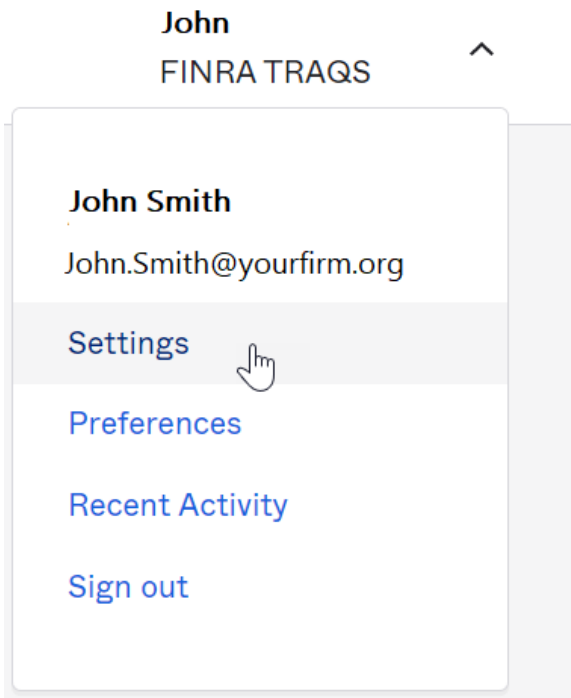 John
FINRA TRAQS
John Smith
John.Smith@yourfirm.org
Settings
Preferences
Recent Activity
Sign out